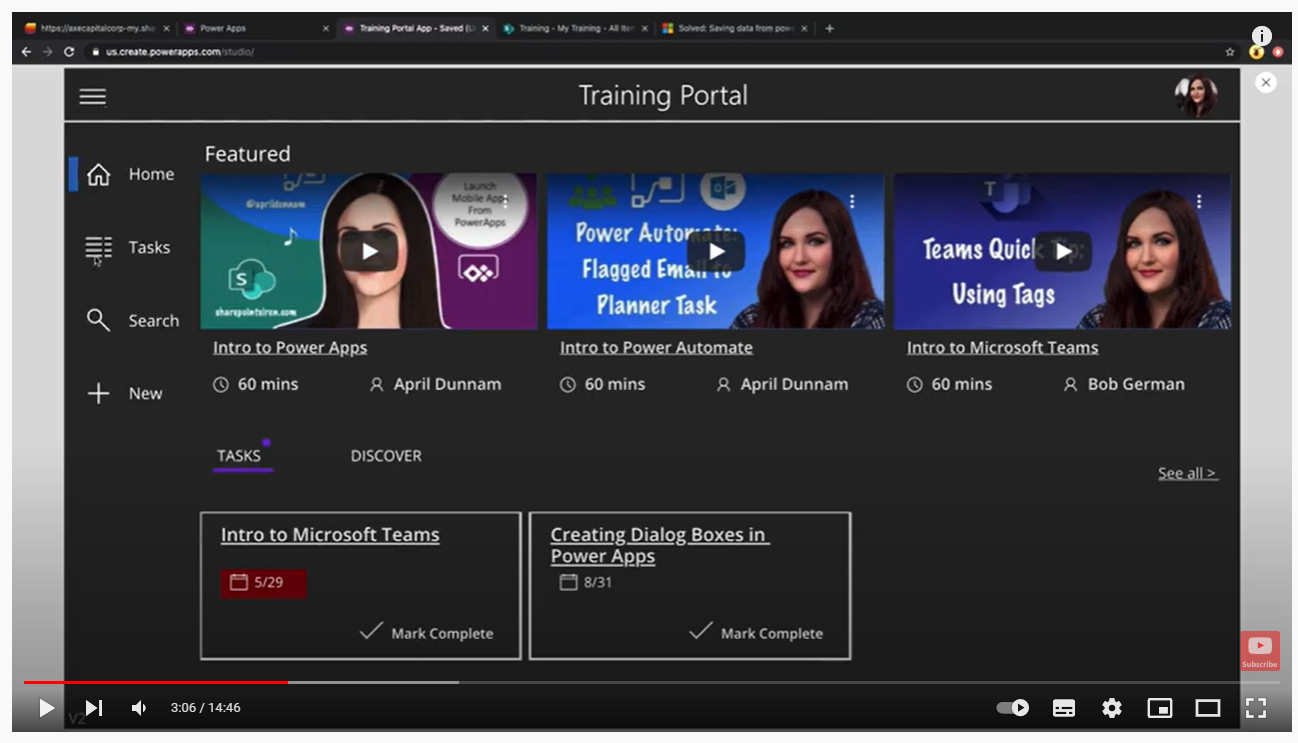 https://axecapitalcorp-my.sha
Power Apps
Training Portal App - Saved (U
Training - My Training - All Iter
Solved: Saving data from pow
us.create.powerapps.com/studio/
Training Portal
Home
Tasks
Search
New
Featured
@aprildunnam
sharepointsiren.com
Launch
Mobile App
From
PowerApps
Power Automate:
Flagged Email to
Planner Task
Teams Quick Tip:
Using Tags
Intro to Power Apps
60 mins
April Dunnam
Intro to Power Automate
60 mins
April Dunnam
Intro to Microsoft Teams
60 mins
Bob German
TASKS
DISCOVER
See all >
Intro to Microsoft Teams
5/29
Mark Complete
Creating Dialog Boxes in
Power Apps
8/31
Mark Complete
Subscribe
V2
3:06 / 14:46